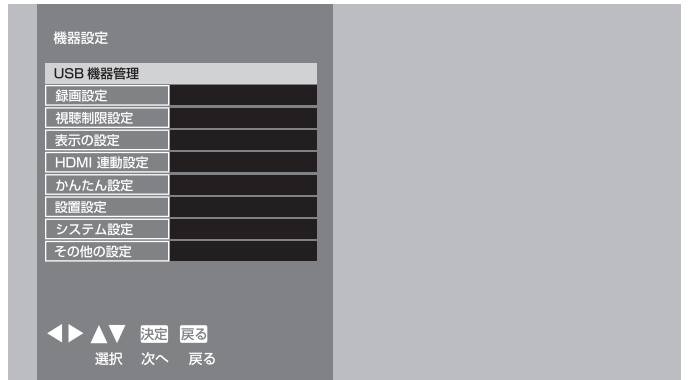 機器設定
USB 機器管理
録画設定
視聴制限設定
表示の設定
HDMI 連動設定
かんたん設定
設置設定
システム設定
その他の設定
◀▶ ▲▼ 決定 戻る
選択 次へ 戻る